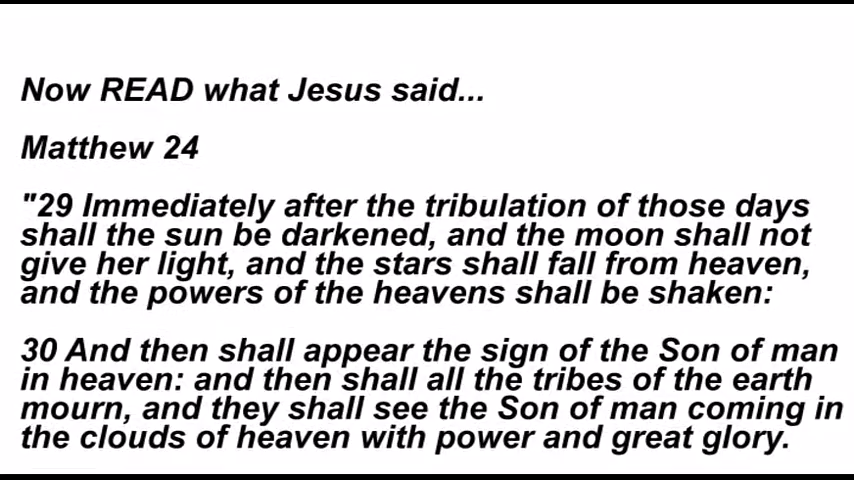 Now READ what Jesus said...
Matthew 24
"29 Immediately after the tribulation of those days
shall the sun be darkened, and the moon shall not
give her light, and the stars shall fall from heaven,
and the powers of the heavens shall be shaken:
30 And then shall appear the sign of the Son of man
in heaven: and then shall all the tribes of the earth
mourn, and they shall see the Son of man coming in
the clouds of heaven with power and great glory.